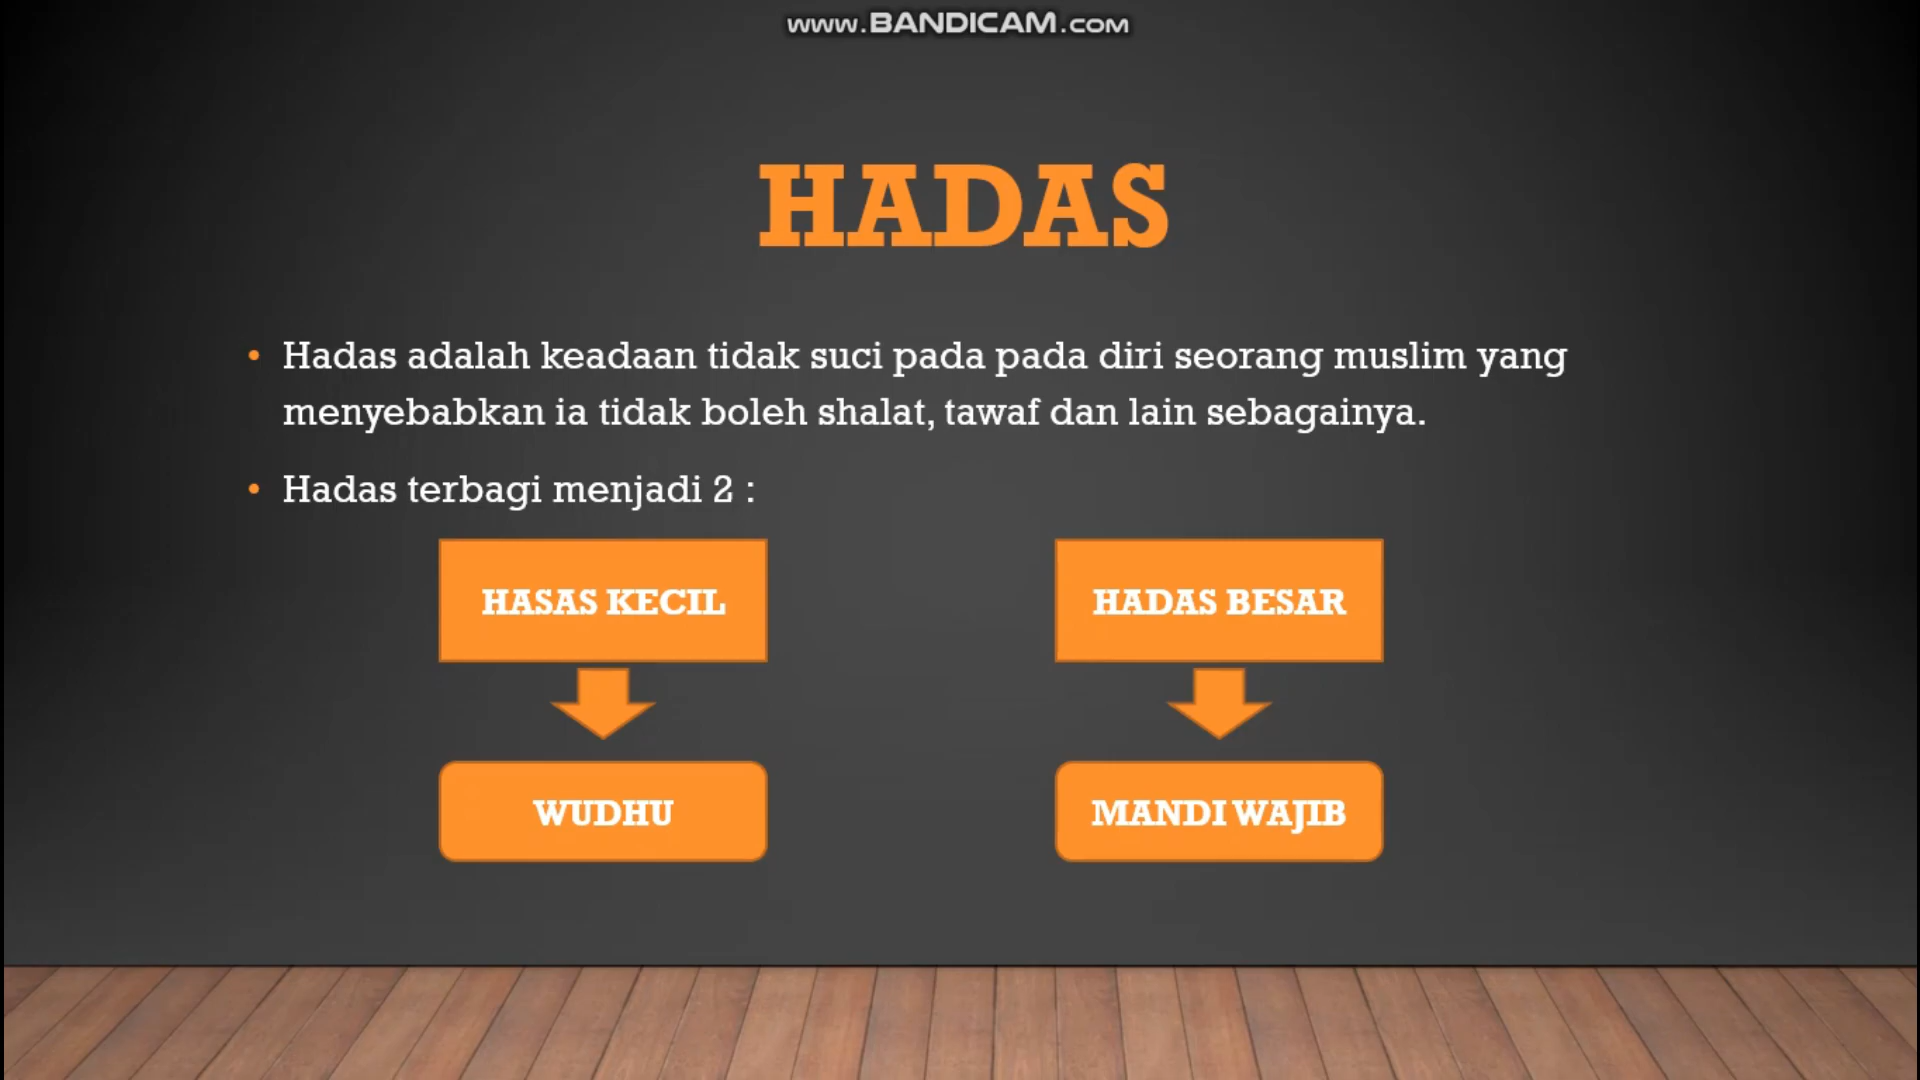 www.BANDICAM.com
HADAS
• Hadas adalah keadaan tidak suci pada pada diri seorang muslim yang
menyebabkan ia tidak boleh shalat, tawaf dan lain sebagainya.
• Hadas terbagi menjadi 2 :
HASAS KECIL
HADAS BESAR
WUDHU
MANDI WAJIB